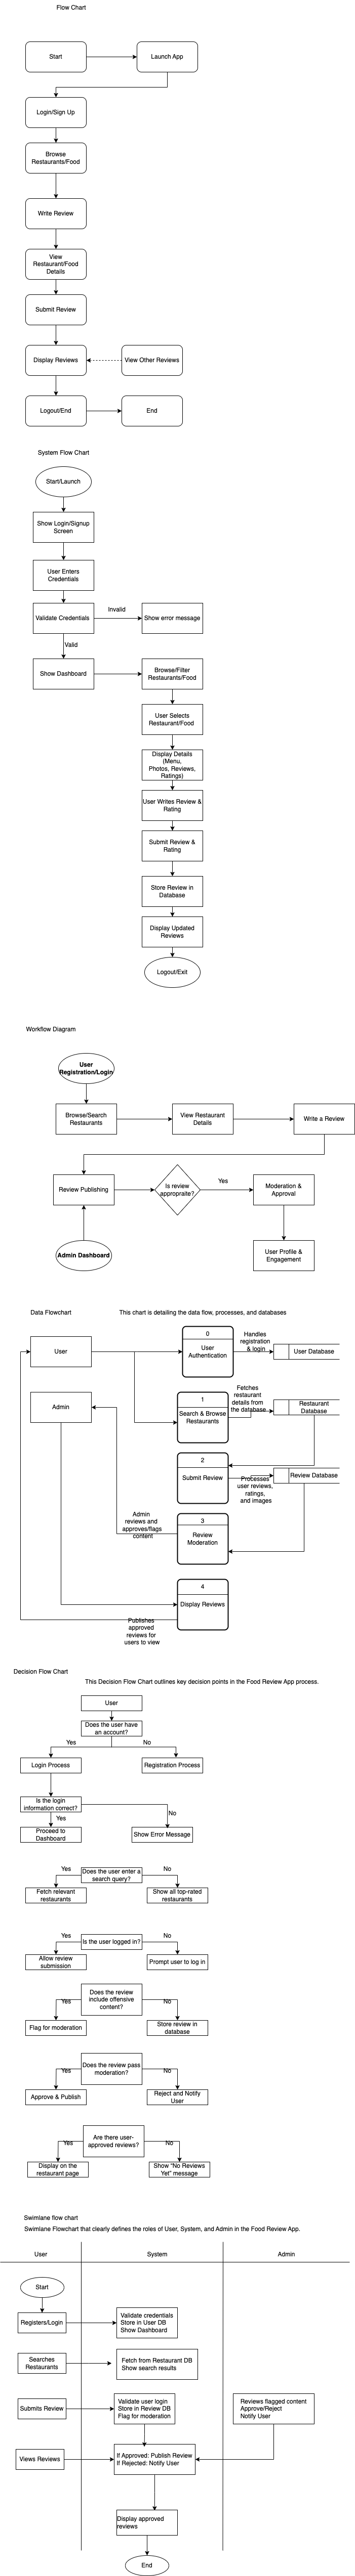 Flow Chart
Start
Launch App
Login/Sign Up
Browse
Restaurants/Food
Write Review
View
Restaurant/Food
Details
Submit Review
Display Reviews
View Other Reviews
Logout/End
End
System Flow Chart
Start/Launch
Show Login/Signup
Screen
User Enters
Credentials
Validate Credentials
Invalid
Show error message
Valid
Show Dashboard
Browse/Filter
Restaurants/Food
User Selects
Restaurant/Food
Display Details
(Menu,
Photos, Reviews,
Ratings)
User Writes Review &
Rating
Submit Review &
Rating
Store Review in
Database
Display Updated
Reviews
Logout/Exit
Workflow Diagram
User
Registration/Login
Browse/Search
Restaurants
View Restaurant
Details
Write a Review
Review Publishing
Is review
appropraite?
Yes
Moderation &
Approval
Admin Dashboard
User Profile &
Engagement
Data Flowchart
This chart is detailing the data flow, processes, and databases
User
0
User
Authentication
Handles
registration
& login
User Database
Admin
1
Search & Browse
Restaurants
Fetches
restaurant
details from
the database
Restaurant
Database
2
Submit Review
Processes
user reviews,
ratings,
and images
Review Database
Admin
reviews and
approves/flags
content
3
Review
Moderation
4
Display Reviews
Publishes
approved
reviews for
users to view
Decision Flow Chart
This Decision Flow Chart outlines key decision points in the Food Review App process.
User
Does the user have
an account?
Yes
No
Login Process
Registration Process
Is the login
information correct?
Yes
No
Proceed to
Dashboard
Show Error Message
Does the user enter a
search query?
Yes
No
Fetch relevant
restaurants
Show all top-rated
restaurants
Is the user logged in?
Yes
No
Allow review
submission
Prompt user to log in
Does the review
include offensive
content?
Yes
No
Flag for moderation
Store review in
database
Does the review pass
moderation?
Yes
No
Approve & Publish
Reject and Notify
User
Are there user-
approved reviews?
Yes
No
Display on the
restaurant page
Show "No Reviews
Yet" message
Swimlane flow chart
Swimlane Flowchart that clearly defines the roles of User, System, and Admin in the Food Review App.
User
System
Admin
Start
Registers/Login
Validate credentials
Store in User DB
Show Dashboard
Searches
Restaurants
Fetch from Restaurant DB
Show search results
Submits Review
Validate user login
Store in Review DB
Flag for moderation
Reviews flagged content
Approve/Reject
Notify User
Views Reviews
If Approved: Publish Review
If Rejected: Notify User
Display approved
reviews
End